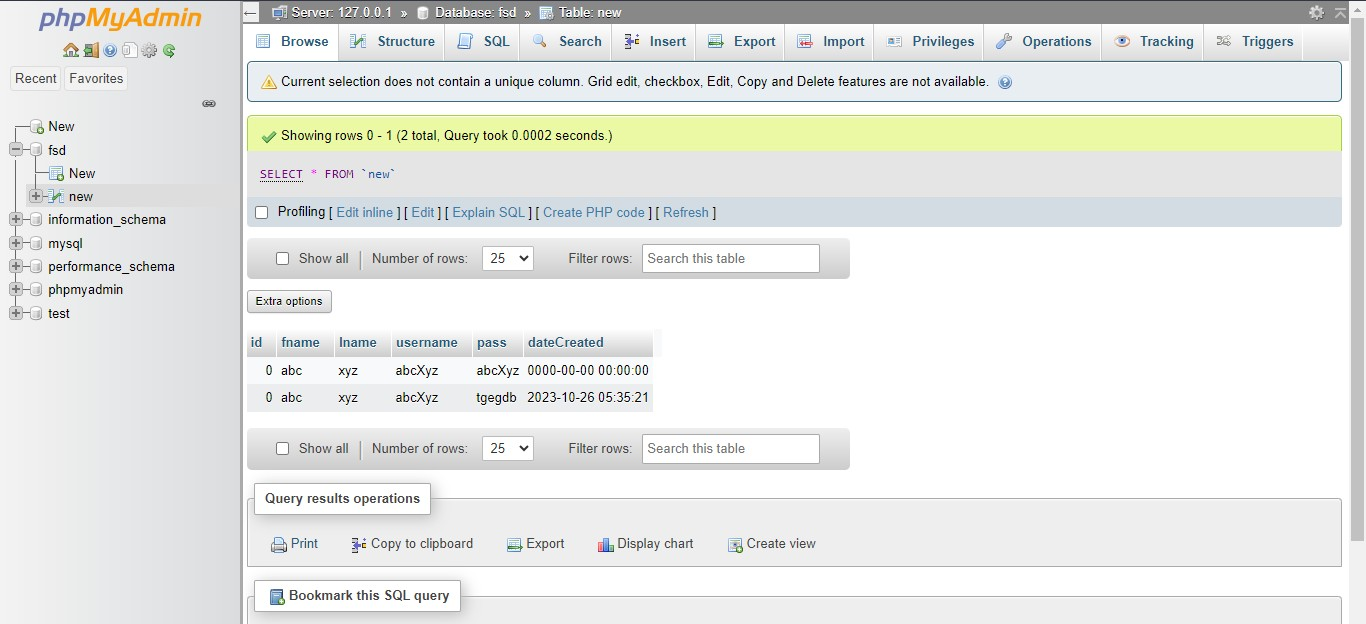 phpMyAdmin
Recent Favorites
New
fsd
New
new
information_schema
mysql
performance_schema
phpmyadmin
test
Server: 127.0.0.1 » Database: fsd » Table: new
Browse Structure SQL Search Insert Export Import Privileges Operations Tracking Triggers
Current selection does not contain a unique column. Grid edit, checkbox, Edit, Copy and Delete features are not available.
Showing rows 0 - 1 (2 total, Query took 0.0002 seconds.)
SELECT * FROM `new`
Profiling [ Edit inline ] [ Edit ] [ Explain SQL ] [ Create PHP code ] [ Refresh ]
Show all | Number of rows: 25 Filter rows: Search this table
Extra options
id fname lname username pass dateCreated
0 abc xyz abcXyz abcXyz 0000-00-00 00:00:00
0 abc xyz abcXyz tgegdb 2023-10-26 05:35:21
Show all | Number of rows: 25 Filter rows: Search this table
Query results operations
Print Copy to clipboard Export Display chart Create view
Bookmark this SQL query